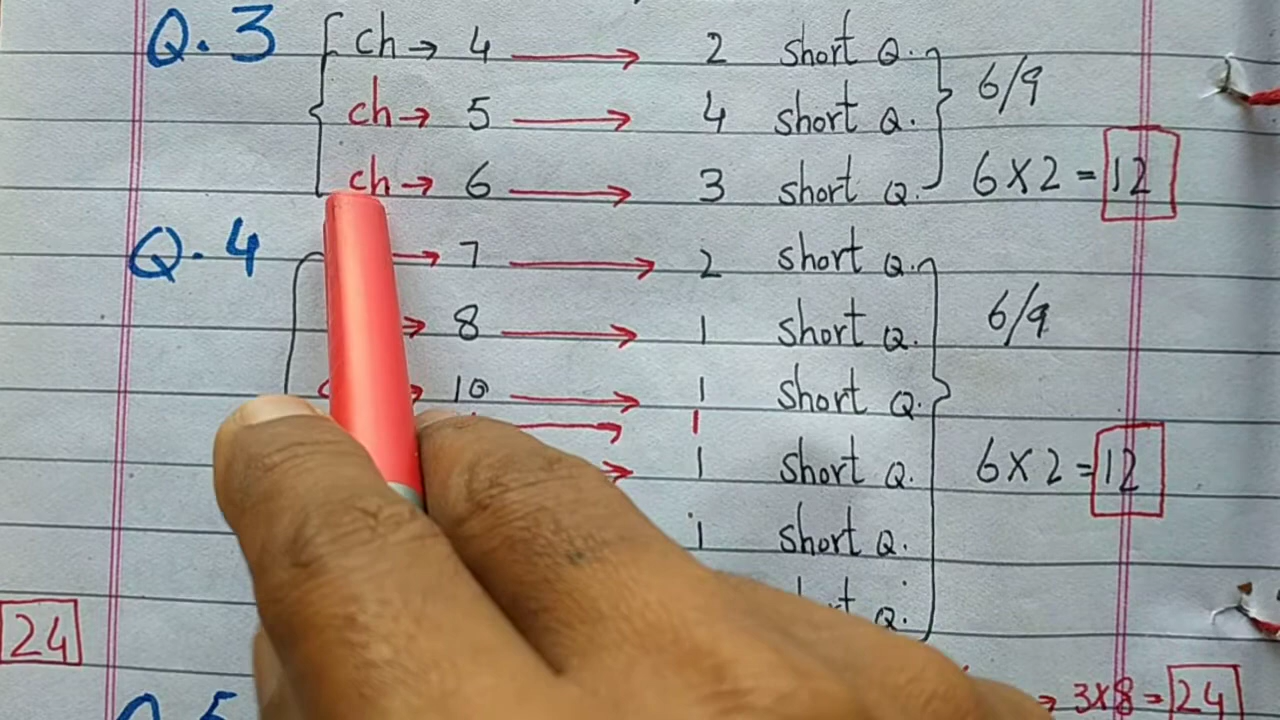 Q.3 ch → 4 → 2 short Q.
ch → 5 → 4 short Q. 6/9
ch → 6 → 3 short Q. 6X2 = 12
Q.4 → 7 → 2 short Q.
→ 8 → 1 short Q. 6/9
→ 10 → 1 short Q.
→ 1
→ 1 short Q. 6X2 = 12
1 short Q.
Q.
24
Q.5 → 3x8 = 24